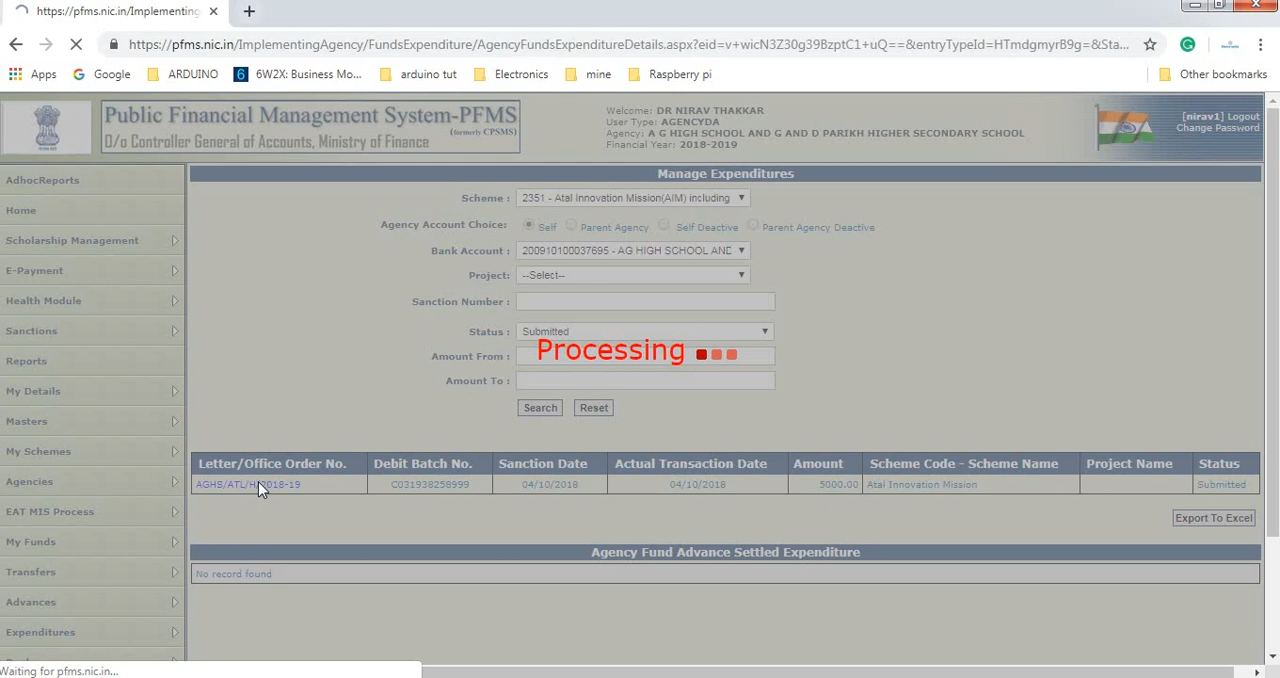 https://pfms.nic.in/Implementing
https://pfms.nic.in/ImplementingAgency/FundsExpenditure/AgencyFundsExpenditureDetails.aspx?eid=v+wicN3Z30g39BzptC1+uQ==&entryTypeId=HTmdgmyrB9g=&Sta...
Apps Google ARDUINO 6W2X: Business Mo... arduino tut Electronics mine Raspberry pi Other bookmarks
Public Financial Management System-PFMS
(formerly CPSMS)
O/o Controller General of Accounts, Ministry of Finance
Welcome: DR NIRAV THAKKAR
User Type: AGENCYDA
Agency: A G HIGH SCHOOL AND G AND D PARIKH HIGHER SECONDARY SCHOOL
Financial Year: 2018-2019
[nirav1] Logout
Change Password
AdhocReports
Home
Scholarship Management
E-Payment
Health Module
Sanctions
Reports
My Details
Masters
My Schemes
Agencies
EAT MIS Process
My Funds
Transfers
Advances
Expenditures
Manage Expenditures
Scheme : 2351 - Atal Innovation Mission(AIM) including
Agency Account Choice: Self Parent Agency Self Deactive Parent Agency Deactive
Bank Account : 200910100037695 - AG HIGH SCHOOL AND
Project: --Select--
Sanction Number :
Status : Submitted
Processing
Amount From :
Amount To :
Search Reset
Letter/Office Order No. Debit Batch No. Sanction Date Actual Transaction Date Amount Scheme Code - Scheme Name Project Name Status
C031938258999 04/10/2018 04/10/2018 5000.00 Atal Innovation Mission Submitted
Export To Excel
Agency Fund Advance Settled Expenditure
No record found
Waiting for pfms.nic.in...